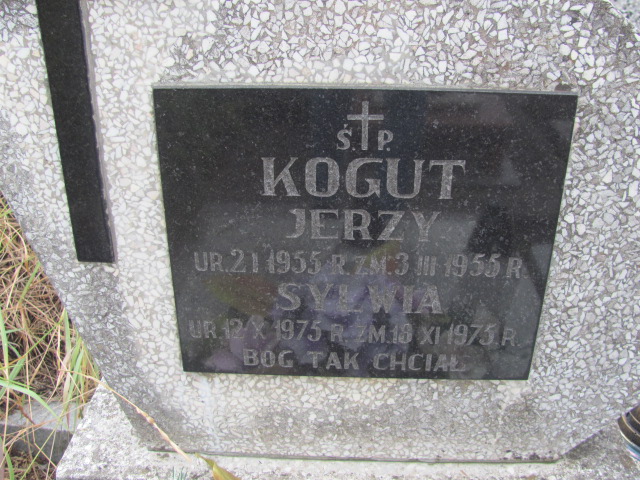 Ś.P.
KOGUT
JERZY
UR.2 I 1955 R. ZM.3 III 1955 R
SYLWIA
UR.12 X 1975 R. ZM.13 XI 1975 R.
BÓG TAK CHCIAŁ